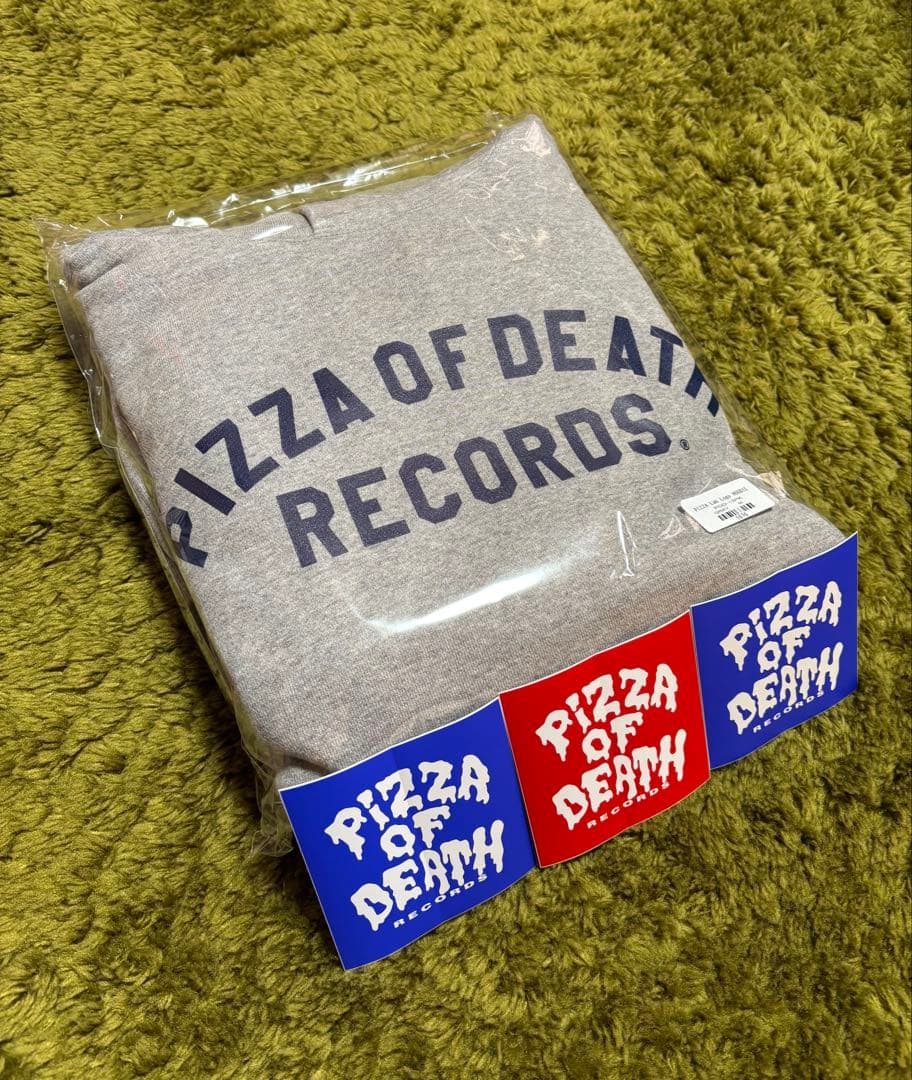 PIZZA OF DEATH
RECORDS®
PIZZA
OF
DEATH
RECORDS
PIZZA
OF
DEATH
RECORDS
PIZZA
OF
DEATH
RECORDS